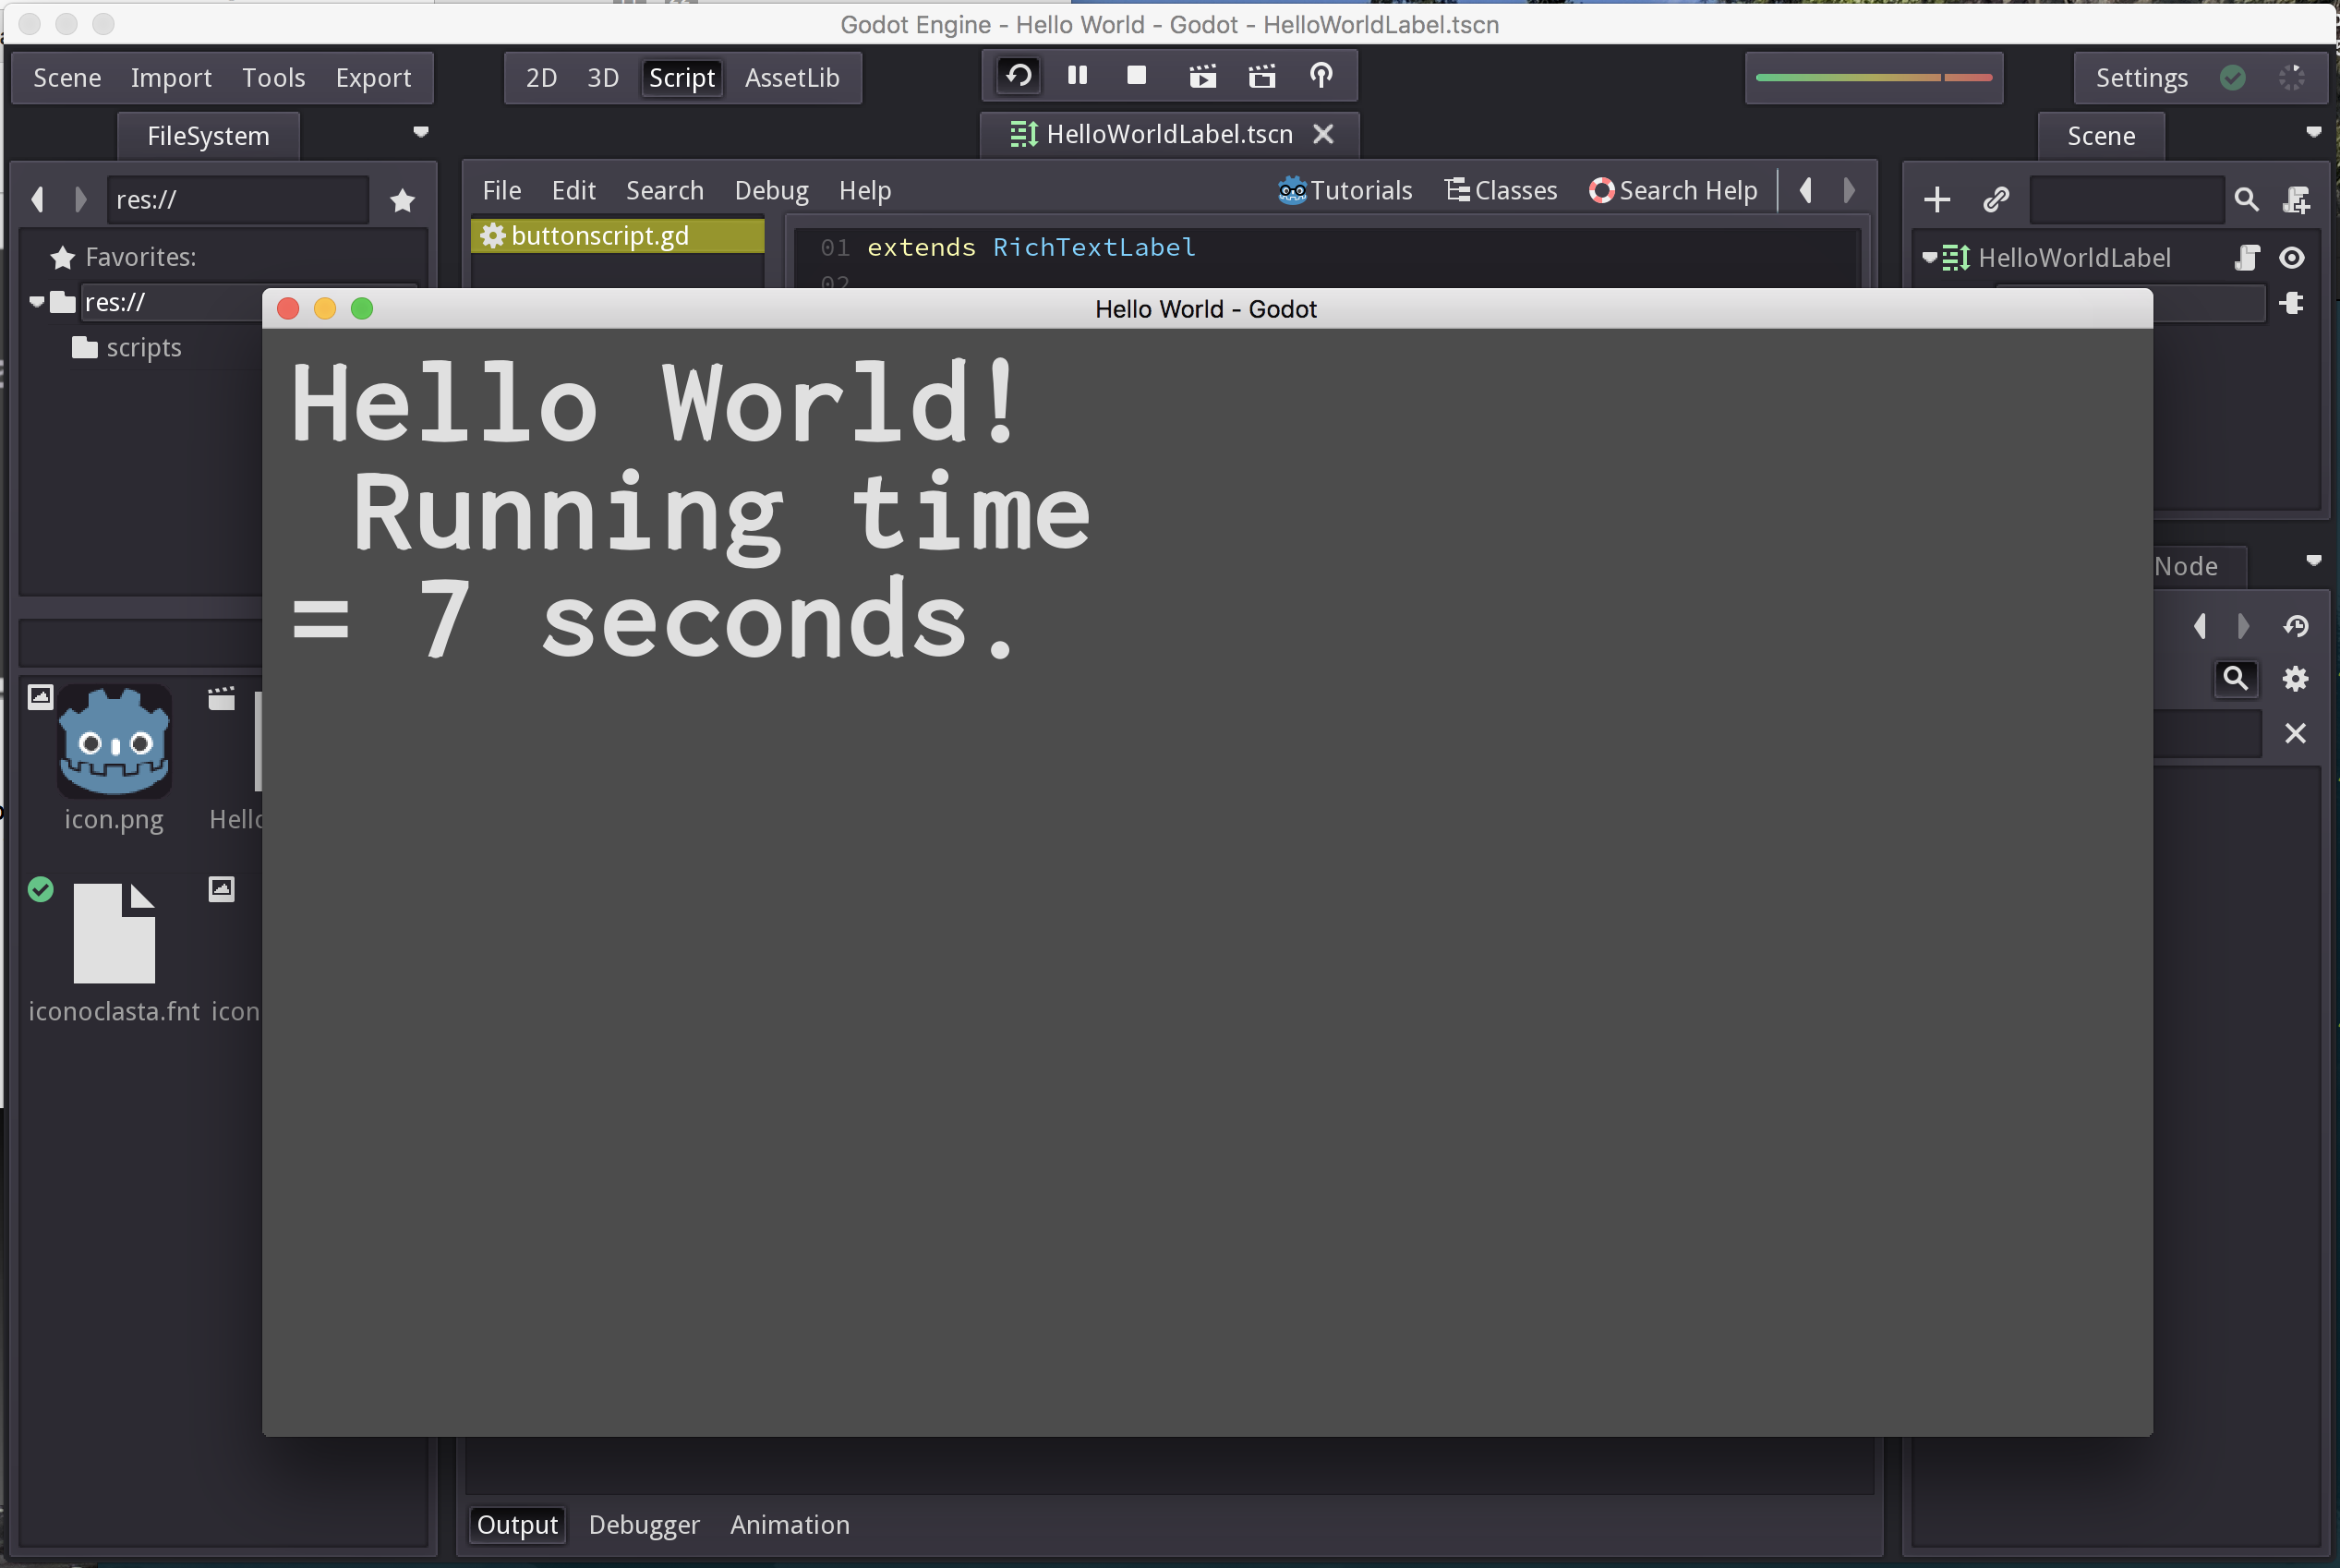 Godot Engine - Hello World - Godot - HelloWorldLabel.tscn
Scene Import Tools Export
2D 3D Script AssetLib
Settings
FileSystem
HelloWorldLabel.tscn
Scene
res://
File Edit Search Debug Help
Tutorials Classes Search Help
Favorites:
buttonscript.gd
01 extends RichTextLabel
02
HelloWorldLabel
res://
scripts
Hello World - Godot
Hello World!
Running time
= 7 seconds.
Node
icon.png
Hello
iconoclasta.fnt
icon
Output Debugger Animation